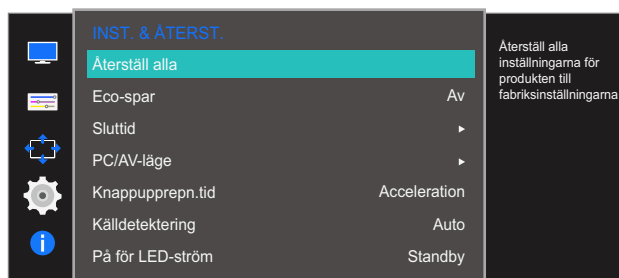 INST. & ÅTERST.
Återställ alla
Eco-spar Av
Sluttid
PC/AV-läge
Knappupprepn.tid Acceleration
Källdetektering Auto
På för LED-ström Standby
Återställ alla
inställningarna för
produkten till
fabriksinställningarna